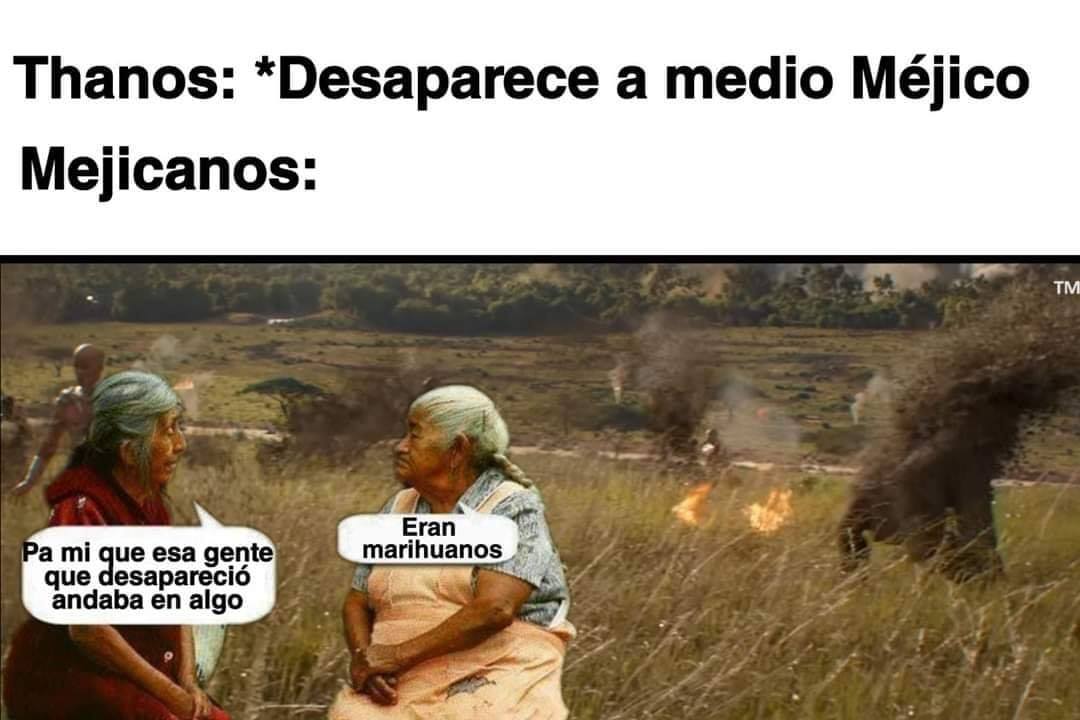 Thanos: *Desaparece a medio Méjico
Mejicanos:
TM
Pa mi que esa gente
que desapareció
andaba en algo
Eran
marihuanos